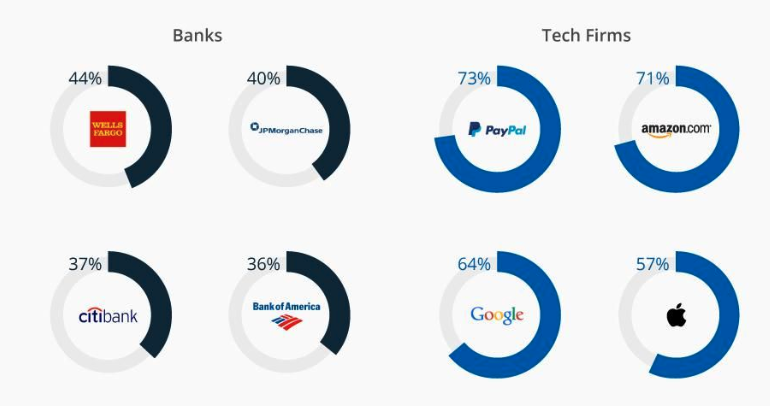 Banks
Tech Firms
44%
40%
73%
71%
WELLS
FARGO
JPMorganChase
PayPal
amazon.com
37%
36%
64%
57%
citibank
Bank of America
Google